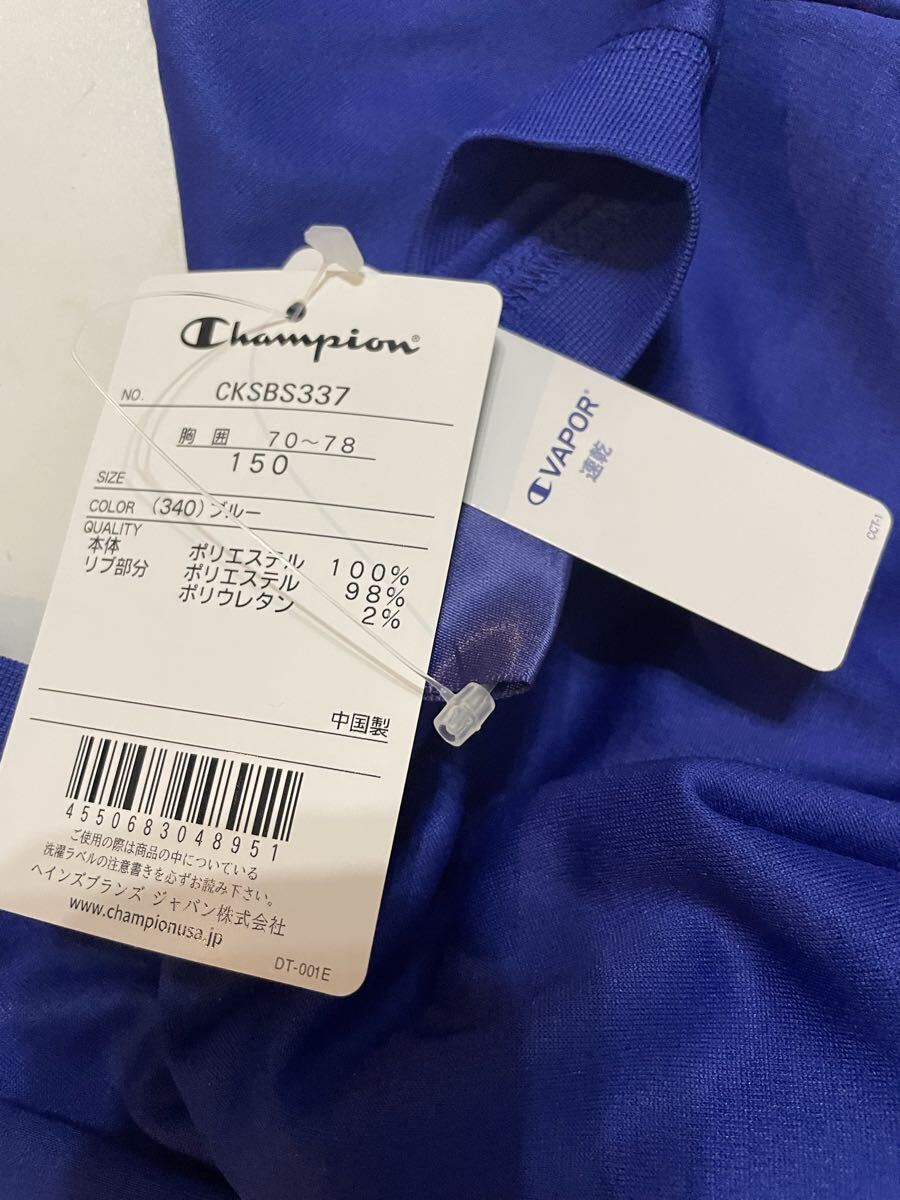 Champion®
NO. CKSBS337
胸囲 70～78
SIZE 150
COLOR (340) ブルー
QUALITY
本体 ポリエステル 100%
リブ部分 ポリエステル 98%
ポリウレタン 2%
中国製
4550683048951
ご使用の際は商品の中についている
洗濯ラベルの注意書きを必ずお読み下さい。
ヘインズブランズ ジャパン株式会社
www.championusa.jp
DT-001E
VAPOR®
速乾
CCT-1